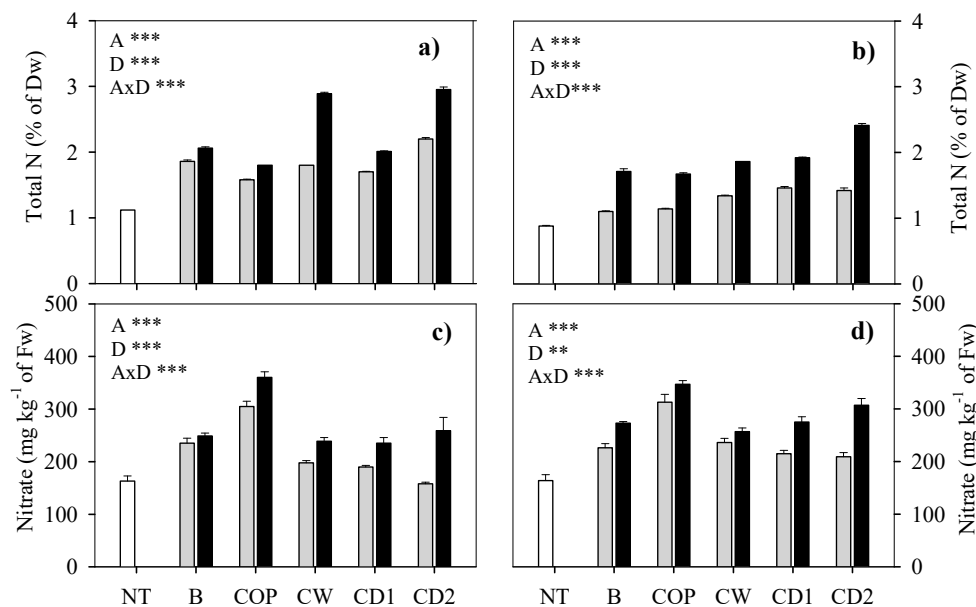 4
3
2
1
0
Total N (% of Dw)
A ***
D ***
AxD ***
a)
A ***
D ***
AxD***
b)
4
3
2
1
0
Total N (% of Dw)
500
400
300
200
100
0
Nitrate (mg kg-1 of Fw)
A ***
D ***
AxD ***
c)
A ***
D **
AxD ***
d)
500
400
300
200
100
0
Nitrate (mg kg-1 of Fw)
NT B COP CW CD1 CD2
NT B COP CW CD1 CD2